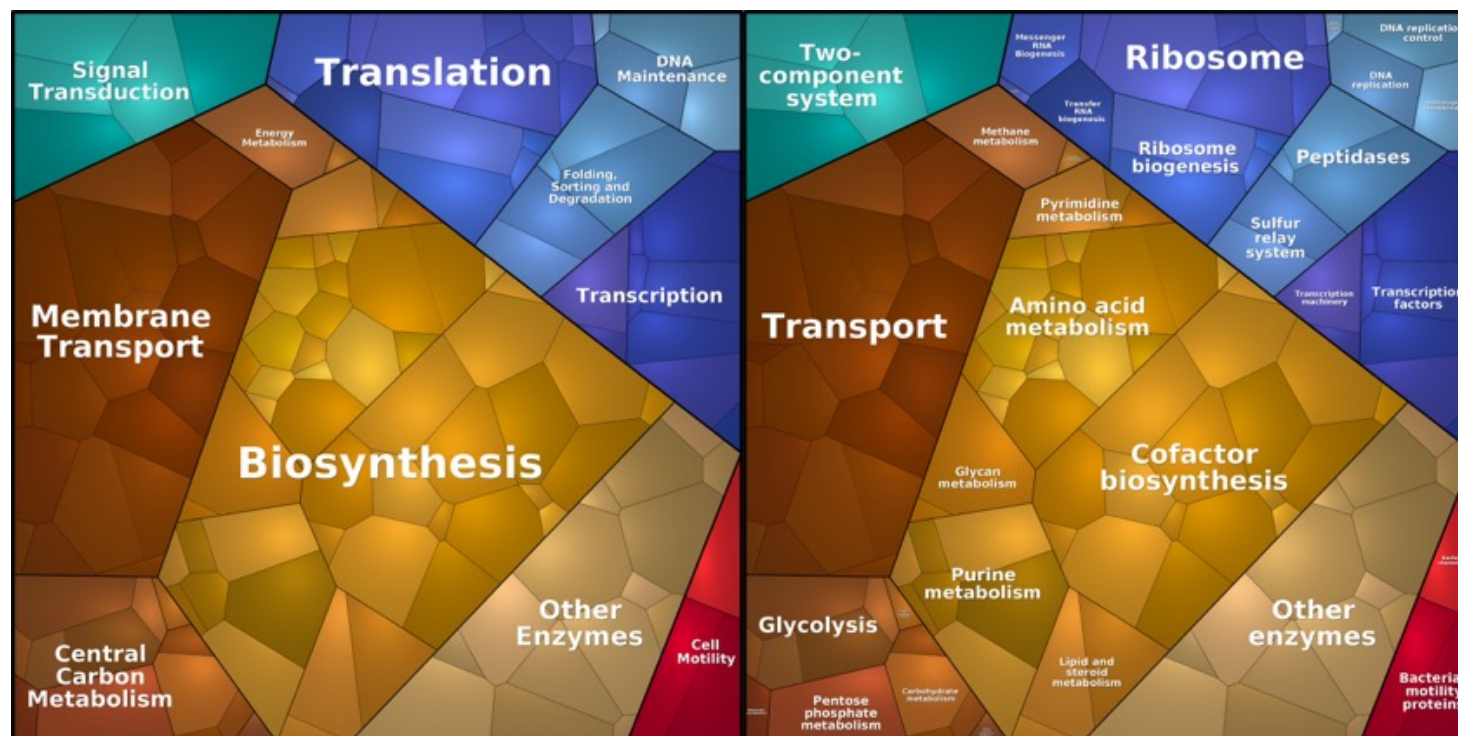 Signal
Transduction
Translation
DNA
Maintenance
Energy
Metabolism
Folding,
Sorting and
Degradation
Transcription
Membrane
Transport
Biosynthesis
Other
Enzymes
Cell
Motility
Central
Carbon
Metabolism
Two-
component
system
Messenger
RNA
Biogenesis
Ribosome
DNA replicatio
control
DNA
replication
Transfer
RNA
biogenesis
Methane
metabolism
Ribosome
biogenesis
Peptidases
Pyrimidine
metabolism
Sulfur
relay
system
Transcription
machinery
Transcription
factors
Transport
Amino acid
metabolism
Glycan
metabolism
Cofactor
biosynthesis
Purine
metabolism
Other
enzymes
Glycolysis
Lipid and
steroid
metabolism
Pentose
phosphate
metabolism
Carbohydrate
metabolism
Bacteria
motility
proteins